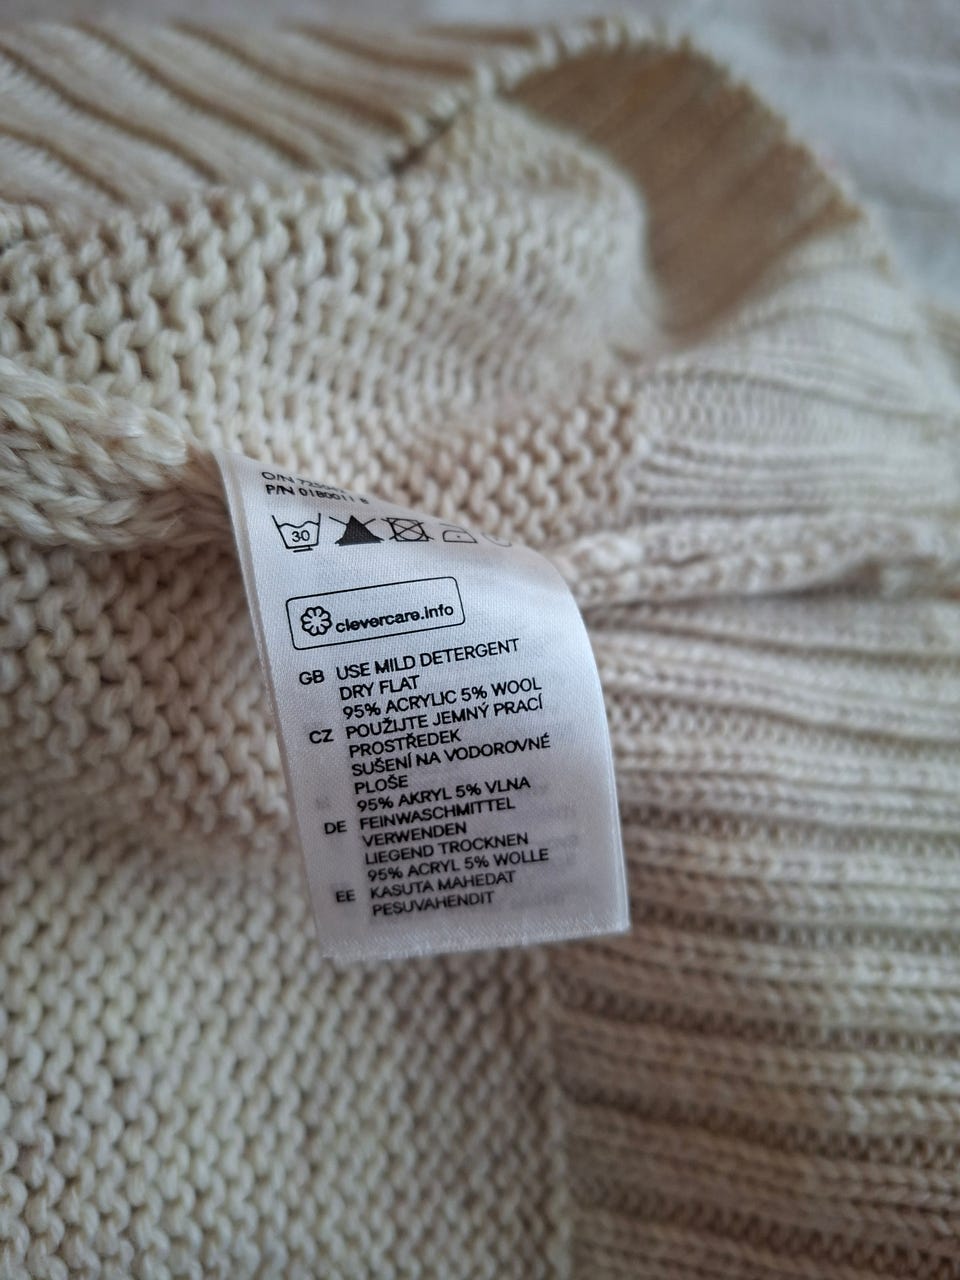 O/N
P/N
30
clevercare.info
GB USE MILD DETERGENT
DRY FLAT
95% ACRYLIC 5% WOOL
CZ POUŽIJTE JEMNÝ PRACÍ
PROSTŘEDEK
SUŠENÍ NA VODOROVNÉ
PLOŠE
95% AKRYL 5% VLNA
DE FEINWASCHMITTEL
VERWENDEN
LIEGEND TROCKNEN
95% ACRYL 5% WOLLE
EE KASUTA MAHEDAT
PESUVAHENDIT